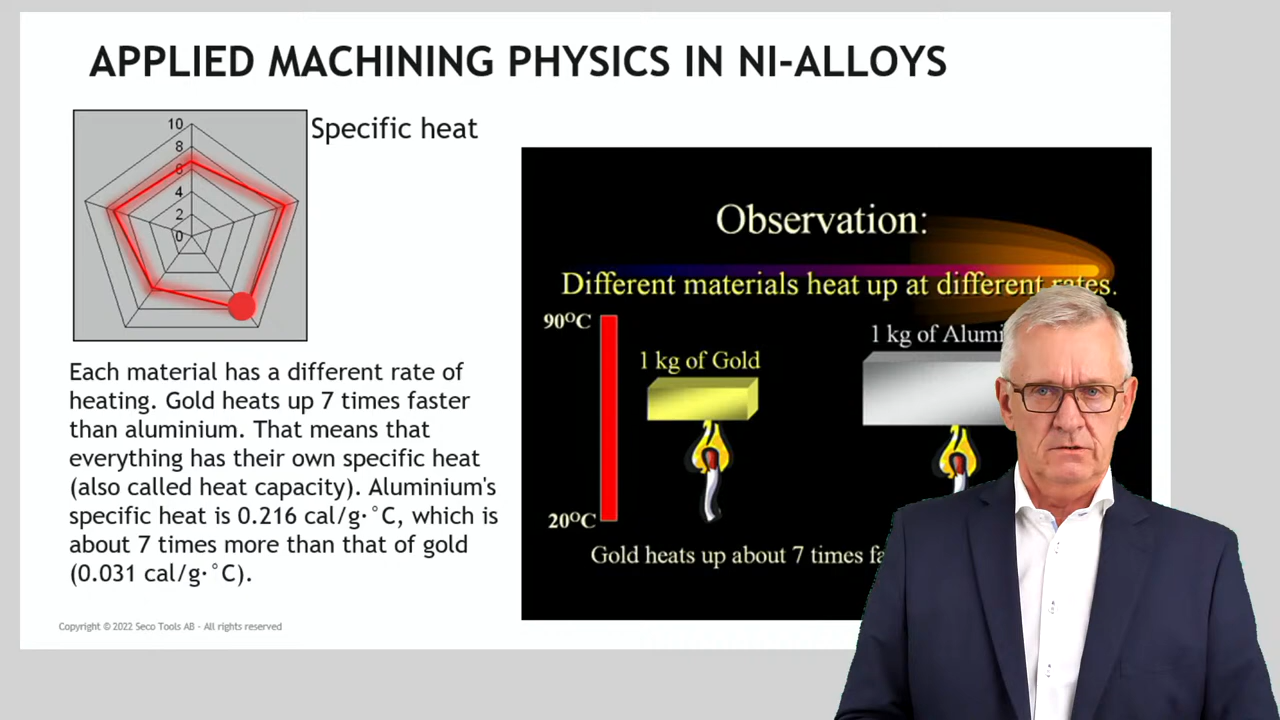 APPLIED MACHINING PHYSICS IN NI-ALLOYS
10
8
6
4
2
0
Specific heat
Each material has a different rate of
heating. Gold heats up 7 times faster
than aluminium. That means that
everything has their own specific heat
(also called heat capacity). Aluminium's
specific heat is 0.216 cal/g·°C, which is
about 7 times more than that of gold
(0.031 cal/g·°C).
Observation:
Different materials heat up at different rates.
90°C
1 kg of Gold
1 kg of
20°C
Gold heats up about 7 times
Copyright © 2022 Seco Tools AB - All rights reserved